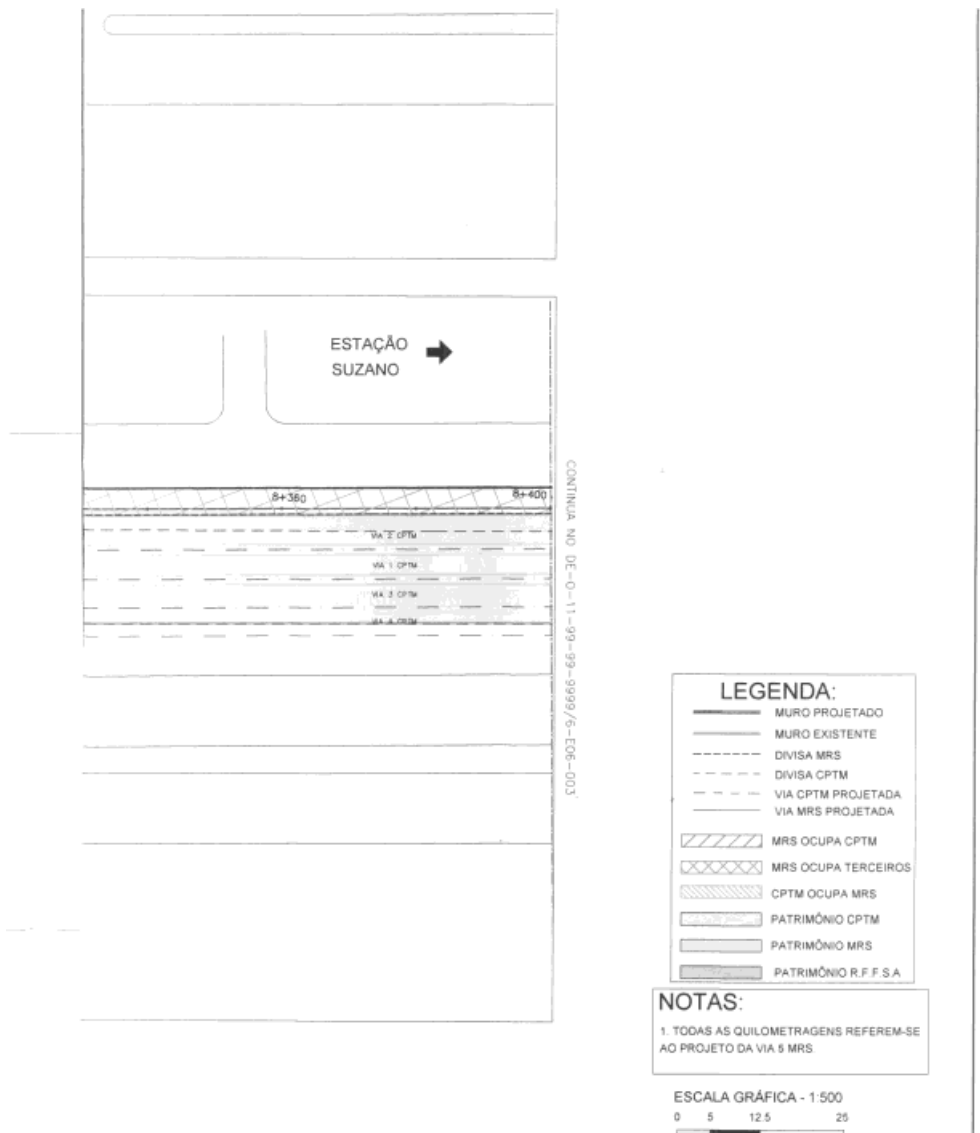 ESTAÇÃO
SUZANO
8+380
8+400
VIA 2 CPTM
VIA 1 CPTM
VIA 3 CPTM
VIA 4 CPTM
CONTINUA NO DE-0-11-99-99-9999/6-E06-003
LEGENDA:
MURO PROJETADO
MURO EXISTENTE
DIVISA MRS
DIVISA CPTM
VIA CPTM PROJETADA
VIA MRS PROJETADA
MRS OCUPA CPTM
MRS OCUPA TERCEIROS
CPTM OCUPA MRS
PATRIMÔNIO CPTM
PATRIMÔNIO MRS
PATRIMÔNIO R.F.F.S.A
NOTAS:
1. TODAS AS QUILOMETRAGENS REFEREM-SE
AO PROJETO DA VIA 5 MRS.
ESCALA GRÁFICA - 1:500
0 5 12.5 25